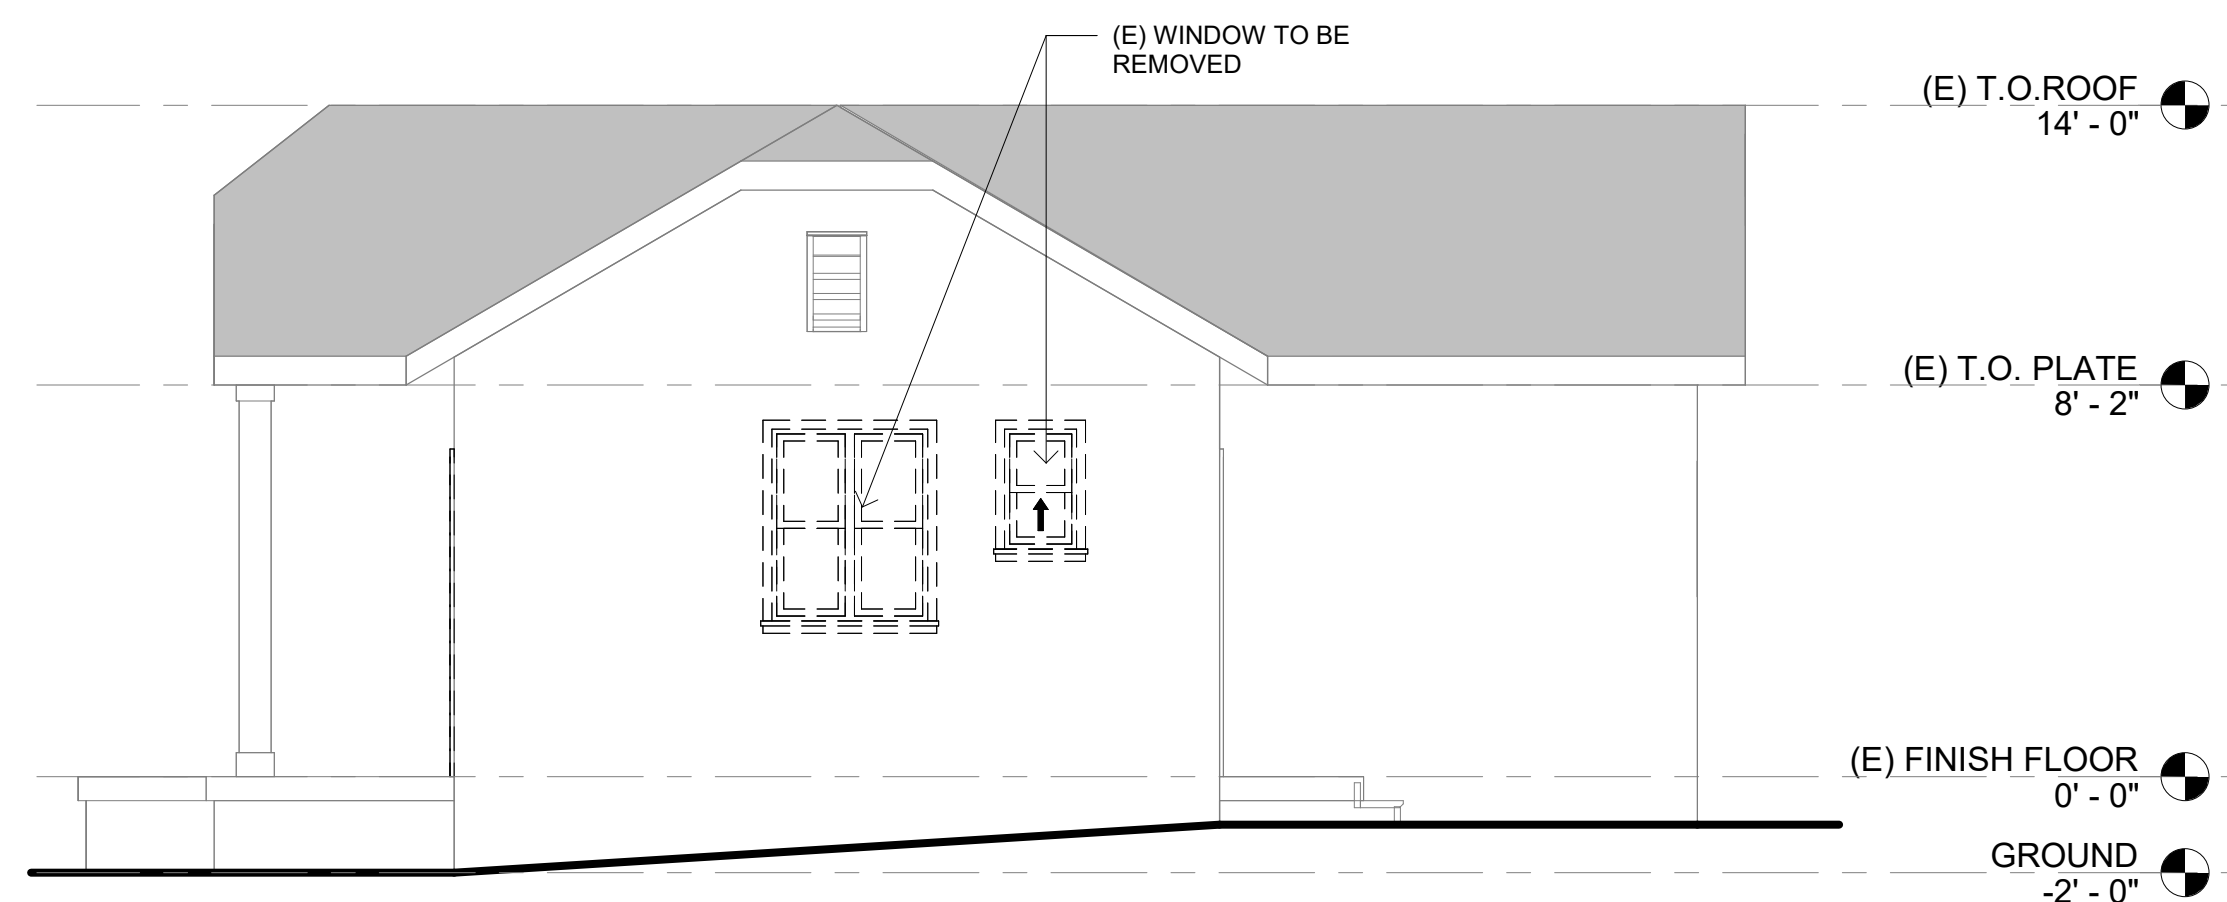 (E) WINDOW TO BE
REMOVED
(E) T.O.ROOF
14' - 0"
(E) T.O. PLATE
8' - 2"
(E) FINISH FLOOR
0' - 0"
GROUND
-2' - 0"